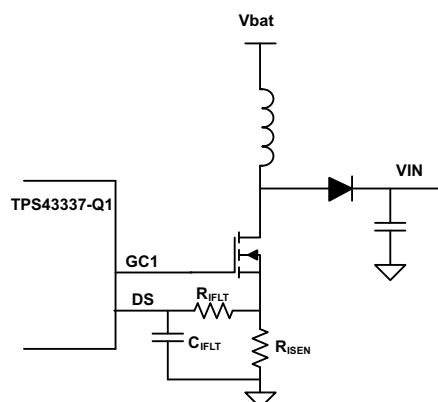 Vbat
TPS43337-Q1
VIN
GC1
DS
RIFLT
CIFLT
RISEN